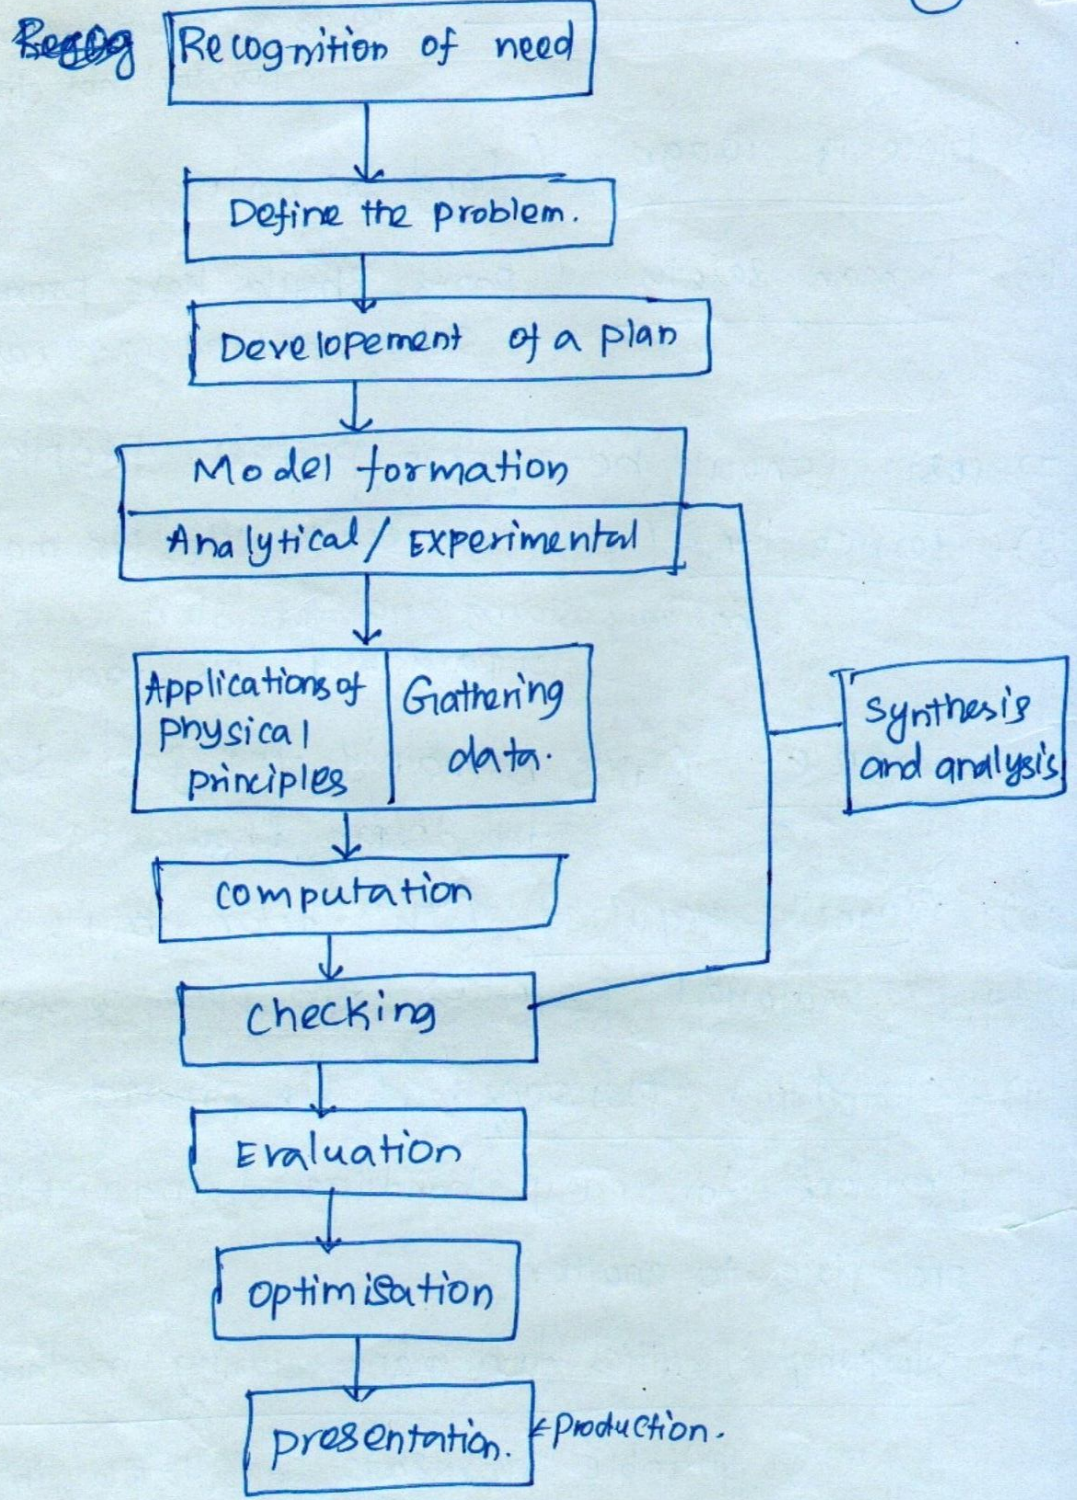 Recognition of need
Define the problem.
Developement of a plan
Model formation
Analytical / Experimental
Applications of
physical
principles
Gathering
data.
Synthesis
and analysis
computation
checking
Evaluation
optimisation
presentation.
production.